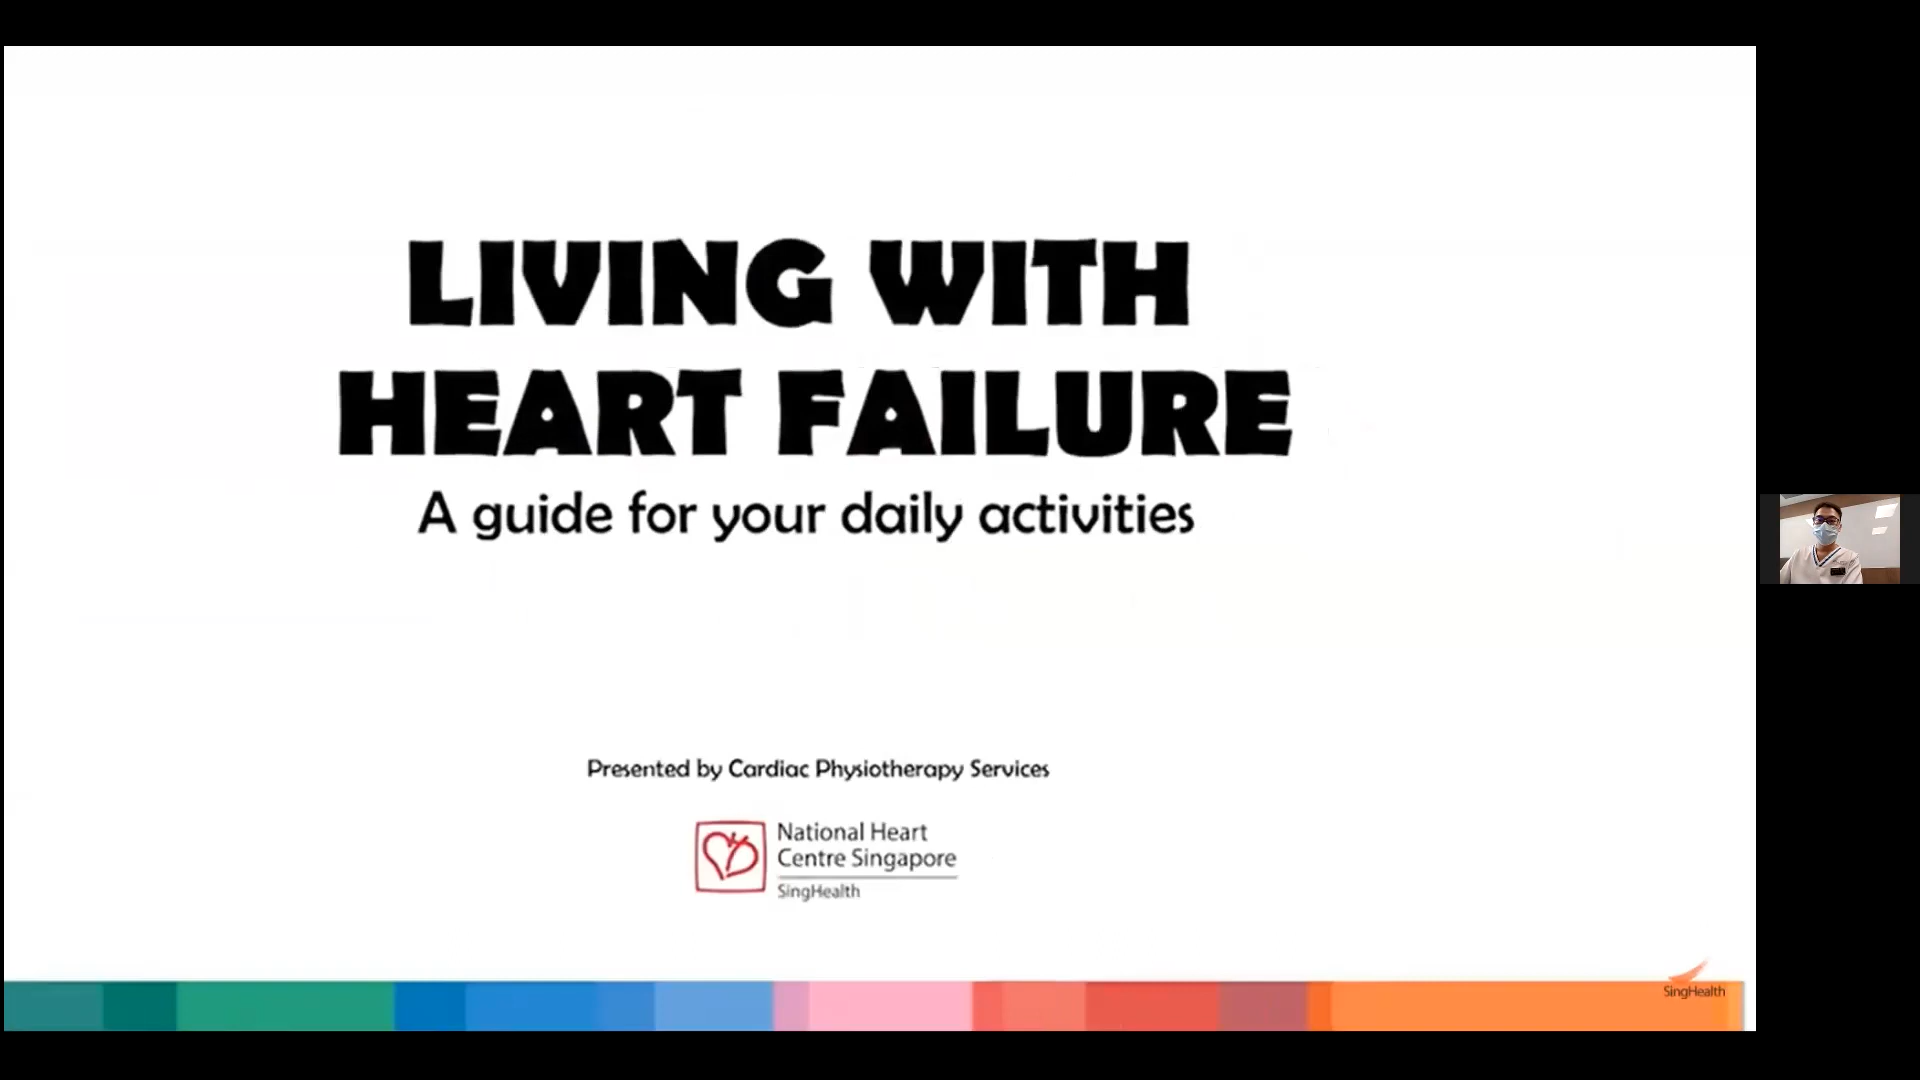 LIVING WITH
HEART FAILURE
A guide for your daily activities
Presented by Cardiac Physiotherapy Services
National Heart
Centre Singapore
SingHealth
SingHealth